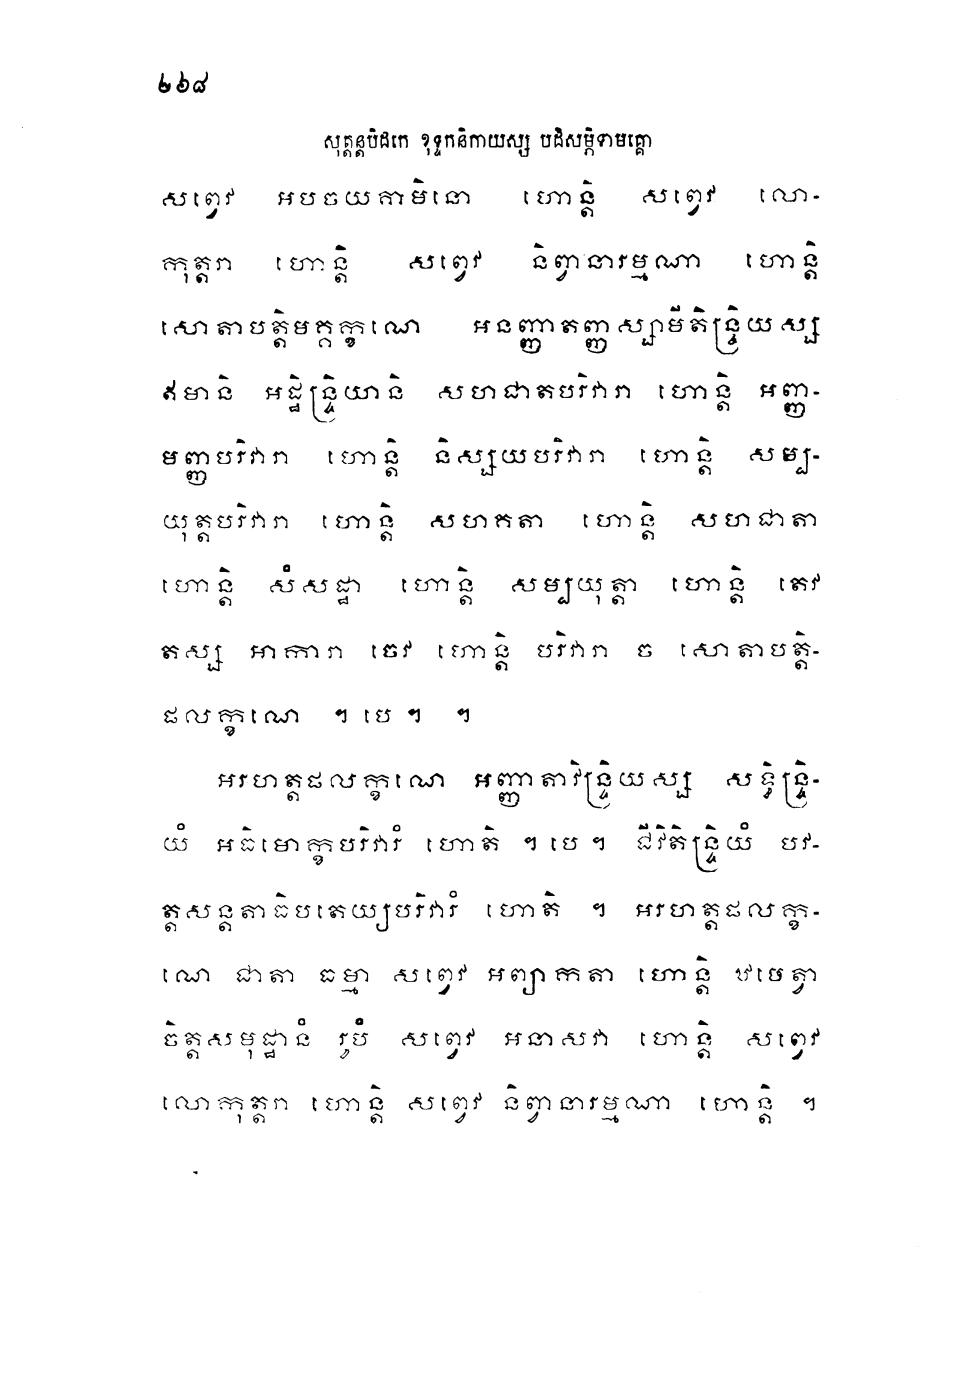 ២៦៨
សុត្តន្តបិដកេ ខុទ្ទកនិកាយស្ស បដិសម្ភិទាមគ្គោ
សព្វេវ អបចយគាមិនោ ហោន្តិ សព្វេវ លោ-
កុត្តរា ហោន្តិ សព្វេវ និព្វានារម្មណា ហោន្តិ
សោតាបត្តិមគ្គក្ខណេ អនញ្ញាតញ្ញស្សាមីតិន្ទ្រិយស្ស
ឥមានិ អដ្ឋិន្ទ្រិយានិ សហជាតបរិវារា ហោន្តិ អញ្ញ-
មញ្ញបរិវារា ហោន្តិ និស្សយបរិវារា ហោន្តិ សម្ប-
យុត្តបរិវារា ហោន្តិ សហគតា ហោន្តិ សហជាតា
ហោន្តិ សំសដ្ឋា ហោន្តិ សម្បយុត្តា ហោន្តិ តេវ
តស្ស អាការា ចេវ ហោន្តិ បរិវារា ច សោតាបត្តិ-
ផលក្ខណេ ។ បេ ។ ។
អរហត្តផលក្ខណេ អញ្ញាតាវិន្ទ្រិយស្ស សទ្ធិន្ទ្រិ-
យំ អធិមោក្ខបរិវារំ ហោតិ ។ បេ ។ ជីវិតិន្ទ្រិយំ បវ-
ត្តសន្តតាធិបតេយ្យបរិវារំ ហោតិ ។ អរហត្តផលក្ខ-
ណេ ជាតា ធម្មា សព្វេវ អព្យាកតា ហោន្តិ ឋបេត្វា
ចិត្តសមុដ្ឋានំ រូបំ សព្វេវ អនាសវា ហោន្តិ សព្វេវ
លោកុត្តរា ហោន្តិ សព្វេវ និព្វានារម្មណា ហោន្តិ ។